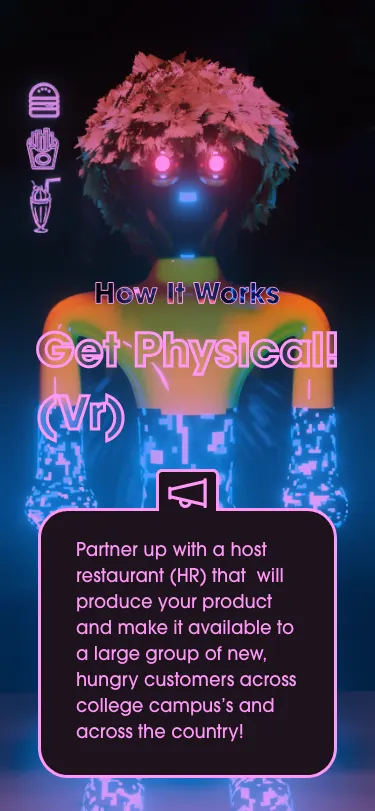 How It Works
Get Physical!
(Vr)
Partner up with a host
restaurant (HR) that  will
produce your product
and make it available to
a large group of new,
hungry customers across
college campus's and
across the country!